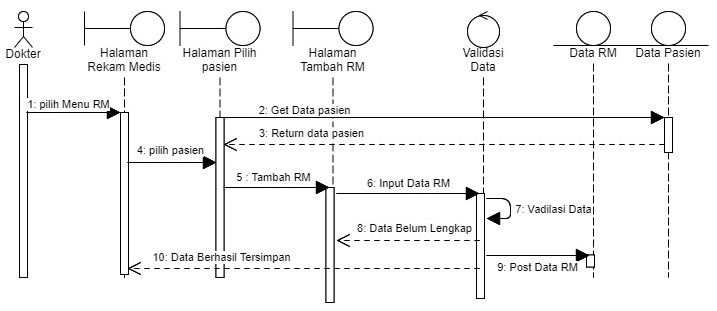 Dokter
Halaman
Rekam Medis
Halaman Pilih
pasien
Halaman
Tambah RM
Validasi
Data
Data RM
Data Pasien
1: pilih Menu RM
2: Get Data pasien
3: Return data pasien
4: pilih pasien
5 : Tambah RM
6: Input Data RM
7: Vadilasi Data
8: Data Belum Lengkap
10: Data Berhasil Tersimpan
9: Post Data RM